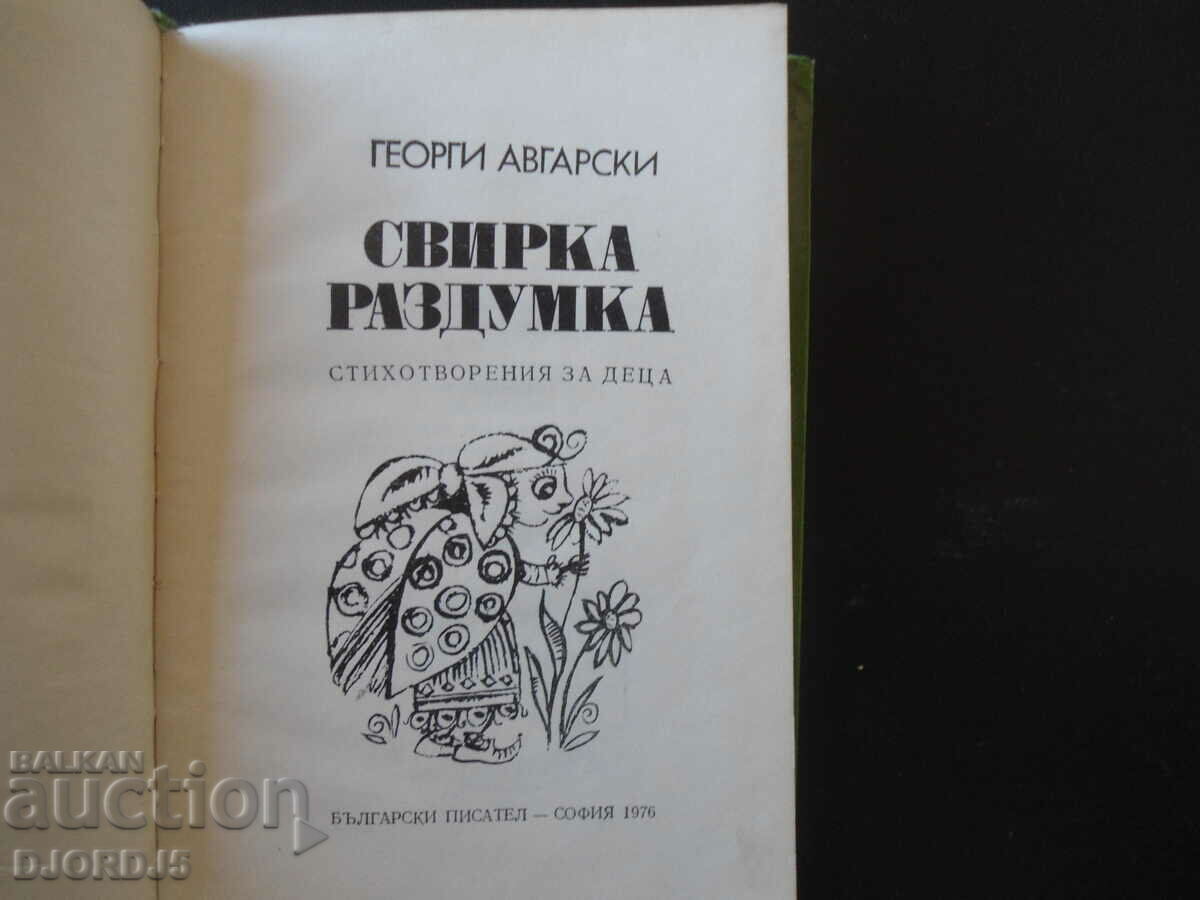 ГЕОРГИ АВГАРСКИ
СВИРКА
РАЗДУМКА
СТИХОТВОРЕНИЯ ЗА ДЕЦА
БЪЛГАРСКИ ПИСАТЕЛ — СОФИЯ 1976
BALKAN
auction
DJORDJ5